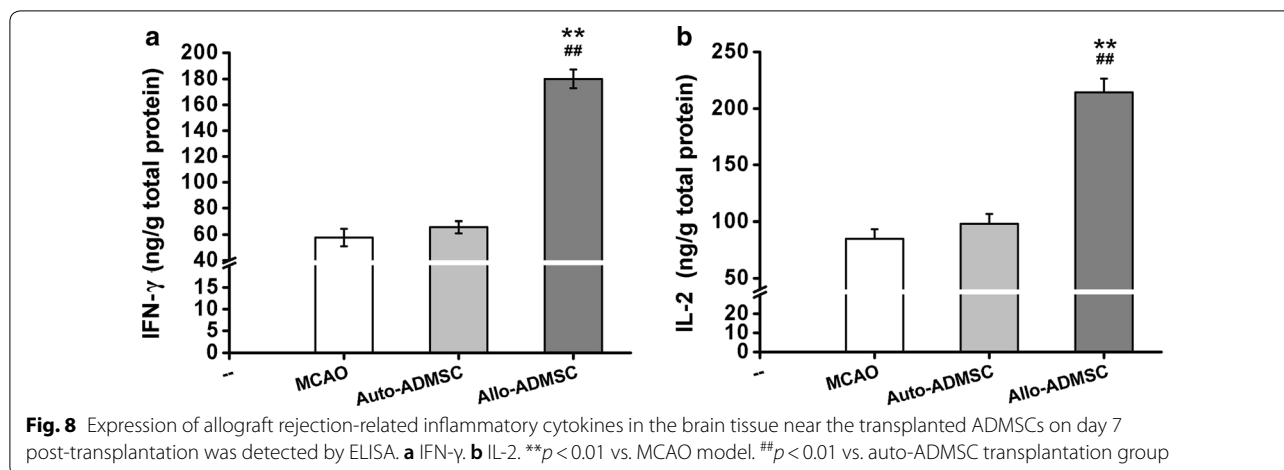 a
**
##
200
180
160
140
120
100
80
60
40
20
15
10
5
0
IFN-γ (ng/g total protein)
--
MCAO
Auto-ADMSC
Allo-ADMSC
b
**
##
250
200
150
100
50
20
10
0
IL-2 (ng/g total protein)
--
MCAO
Auto-ADMSC
Allo-ADMSC
Fig. 8 Expression of allograft rejection-related inflammatory cytokines in the brain tissue near the transplanted ADMSCs on day 7
post-transplantation was detected by ELISA. a IFN-γ. b IL-2. **p < 0.01 vs. MCAO model. ##p < 0.01 vs. auto-ADMSC transplantation group